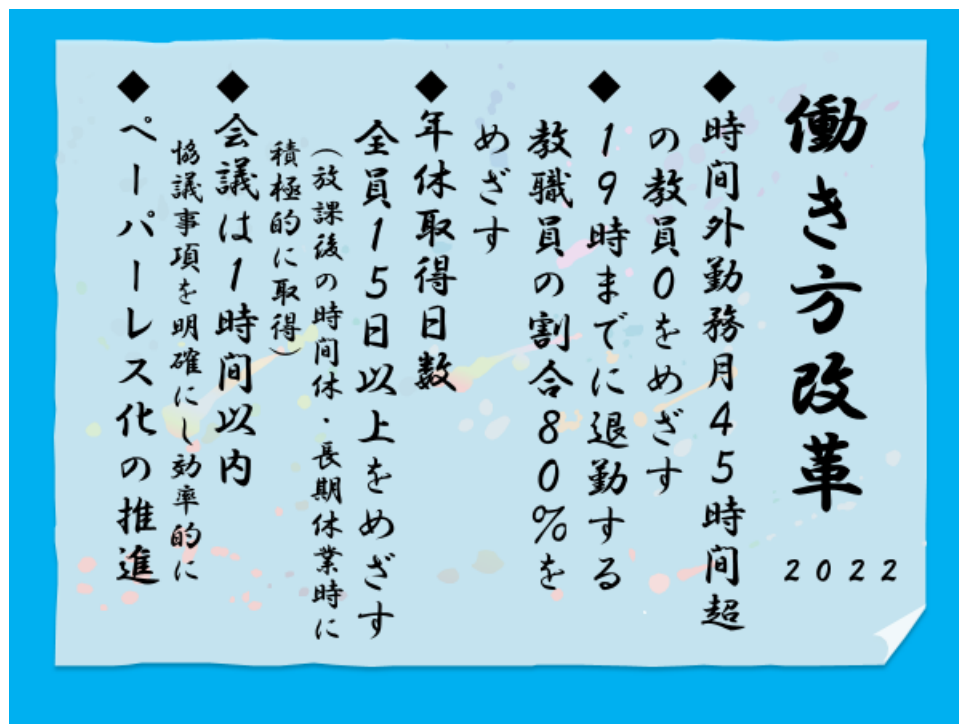 働き方改革
2022
◆時間外勤務月45時間超
の教員0をめざす
◆19時までに退勤する
教職員の割合80%を
めざす
◆年休取得日数
全員15日以上をめざす
(放課後の時間休・長期休業時に
積極的に取得)
◆会議は1時間以内
協議事項を明確にし効率的に
◆ペーパーレス化の推進